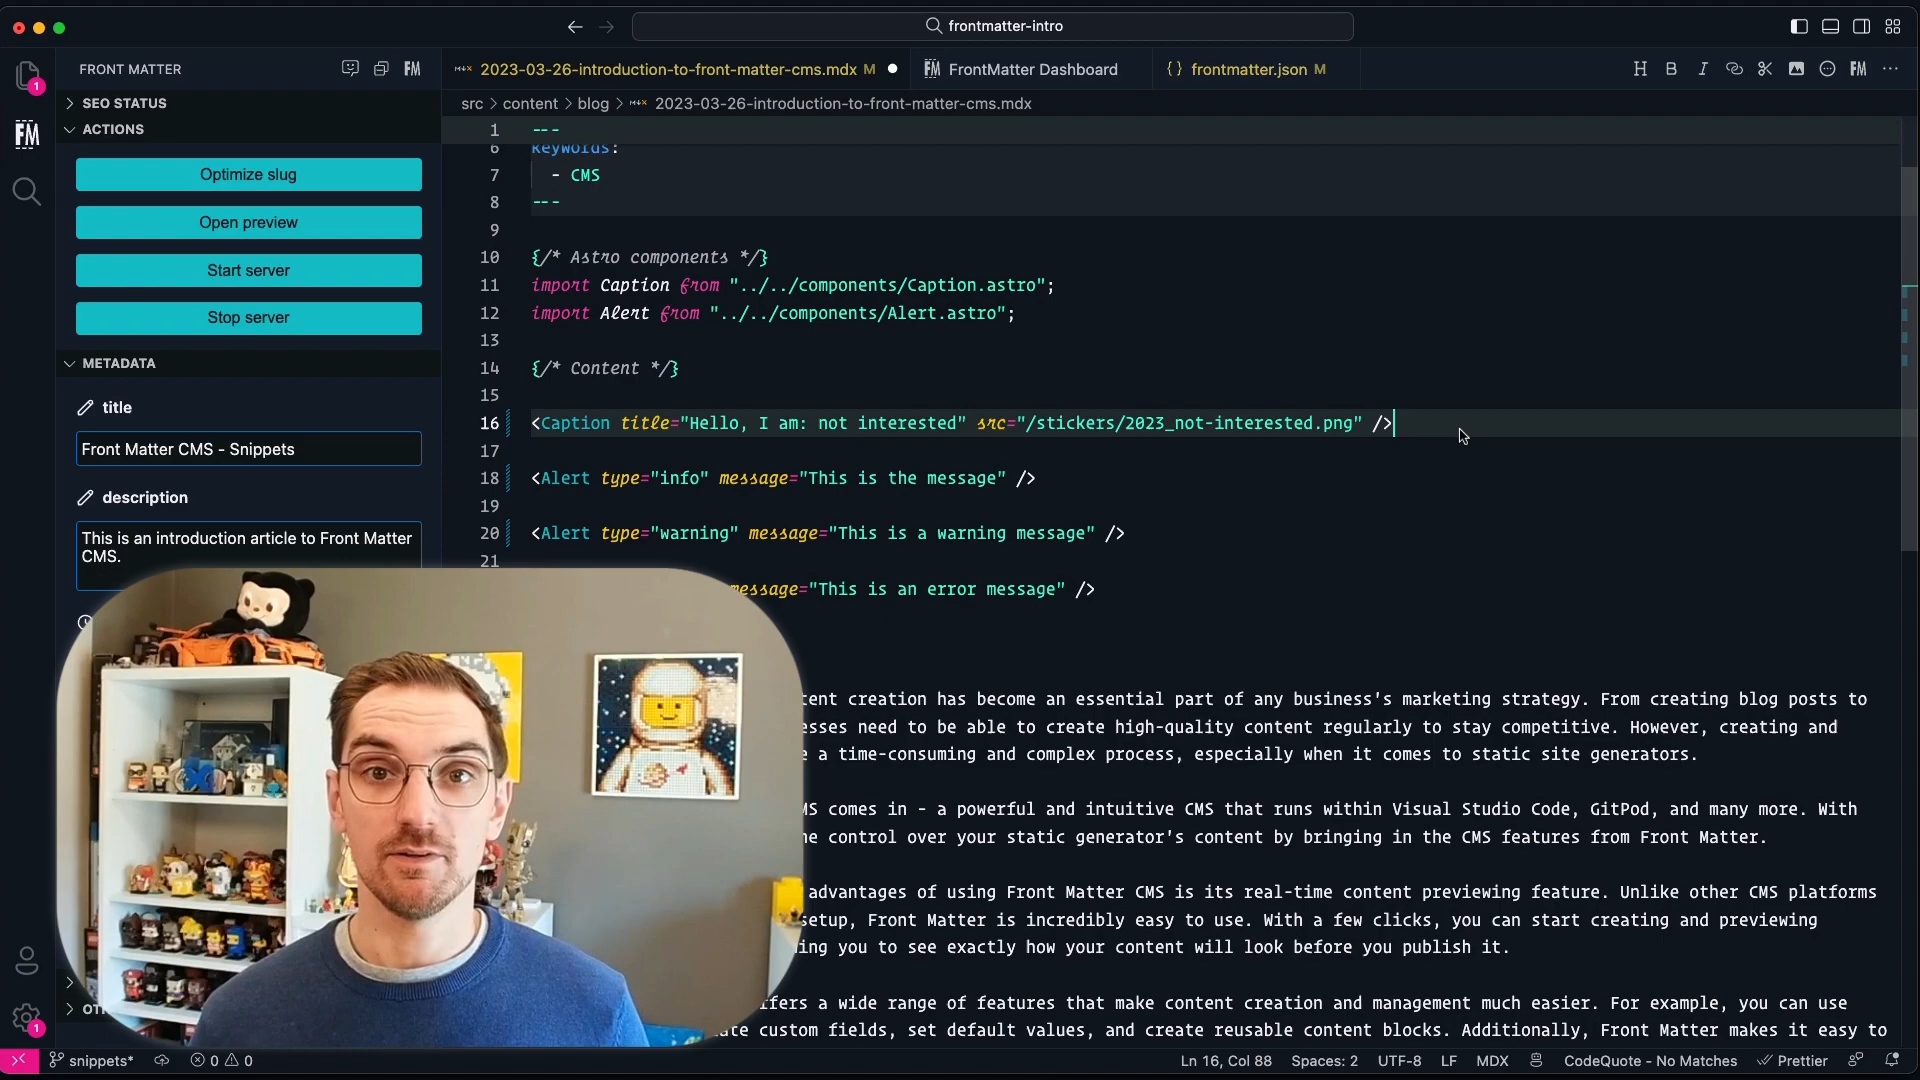 frontmatter-intro
FRONT MATTER
FM
2023-03-26-introduction-to-front-matter-cms.mdx M
FM FrontMatter Dashboard
{} frontmatter.json M
H B I FM
1
src > content > blog > 2023-03-26-introduction-to-front-matter-cms.mdx
FM
SEO STATUS
ACTIONS
Optimize slug
Open preview
Start server
Stop server
METADATA
title
Front Matter CMS - Snippets
description
This is an introduction article to Front Matter
CMS.
1 ---
6 keywords:
7 - CMS
8 ---
9
10 {/* Astro components */}
11 import Caption from "../../components/Caption.astro";
12 import Alert from "../../components/Alert.astro";
13
14 {/* Content */}
15
16 <Caption title="Hello, I am: not interested" src="/stickers/2023_not-interested.png" />
17
18 <Alert type="info" message="This is the message" />
19
20 <Alert type="warning" message="This is a warning message" />
21
message="This is an error message" />
tent creation has become an essential part of any business's marketing strategy. From creating blog posts to
esses need to be able to create high-quality content regularly to stay competitive. However, creating and
e a time-consuming and complex process, especially when it comes to static site generators.
MS comes in - a powerful and intuitive CMS that runs within Visual Studio Code, GitPod, and many more. With
ne control over your static generator's content by bringing in the CMS features from Front Matter.
advantages of using Front Matter CMS is its real-time content previewing feature. Unlike other CMS platforms
setup, Front Matter is incredibly easy to use. With a few clicks, you can start creating and previewing
ing you to see exactly how your content will look before you publish it.
ffers a wide range of features that make content creation and management much easier. For example, you can use
ate custom fields, set default values, and create reusable content blocks. Additionally, Front Matter makes it easy to
1
snippets*
0 0
Ln 16, Col 88
Spaces: 2
UTF-8
LF
MDX
CodeQuote - No Matches
Prettier